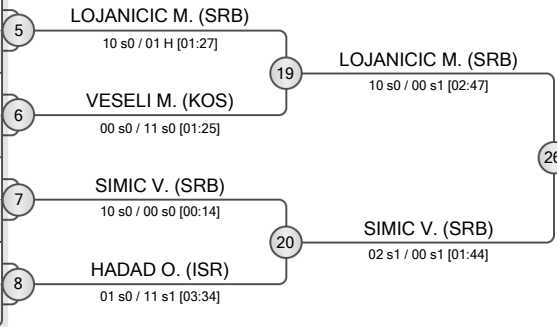 5
LOJANICIC M. (SRB)
10 s0 / 01 H [01:27]
19
LOJANICIC M. (SRB)
10 s0 / 00 s1 [02:47]
6
VESELI M. (KOS)
00 s0 / 11 s0 [01:25]
26
7
SIMIC V. (SRB)
10 s0 / 00 s0 [00:14]
20
SIMIC V. (SRB)
02 s1 / 00 s1 [01:44]
8
HADAD O. (ISR)
01 s0 / 11 s1 [03:34]